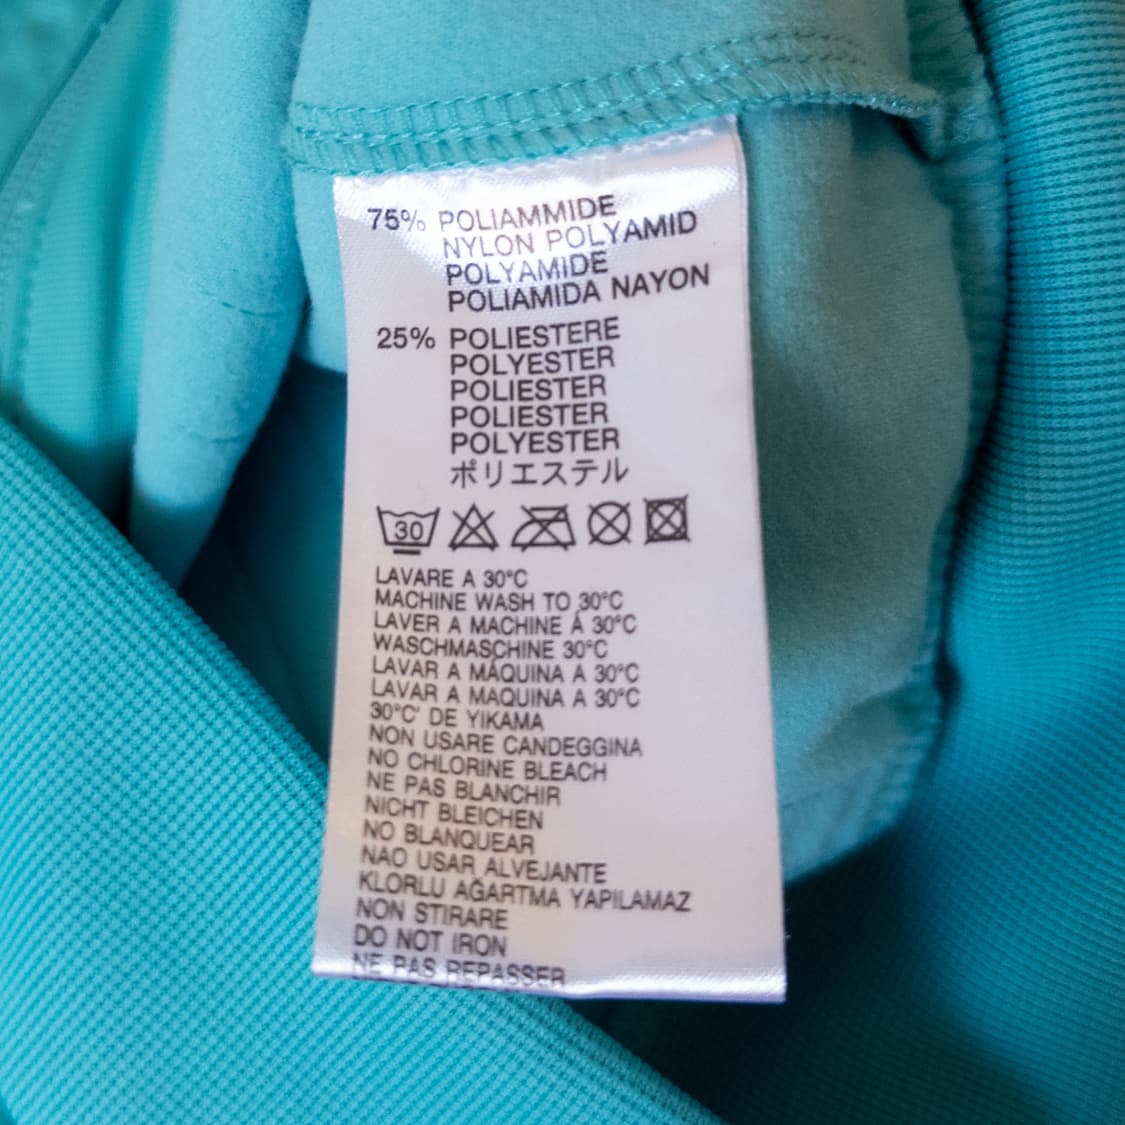 75% POLIAMMIDE
NYLON POLYAMID
POLYAMIDE
POLIAMIDA NAYON
25% POLIESTERE
POLYESTER
POLIESTER
POLIESTER
POLYESTER
ポリエステル
30
LAVARE A 30°C
MACHINE WASH TO 30°C
LAVER A MACHINE Á 30°C
WASCHMASCHINE 30°C
LAVAR A MÁQUINA A 30°C
LAVAR A MAQUINA A 30°C
30°C' DE YIKAMA
NON USARE CANDEGGINA
NO CHLORINE BLEACH
NE PAS BLANCHIR
NICHT BLEICHEN
NO BLANQUEAR
NAO USAR ALVEJANTE
KLORLU AĞARTMA YAPILAMAZ
NON STIRARE
DO NOT IRON
NE PAS REPASSER